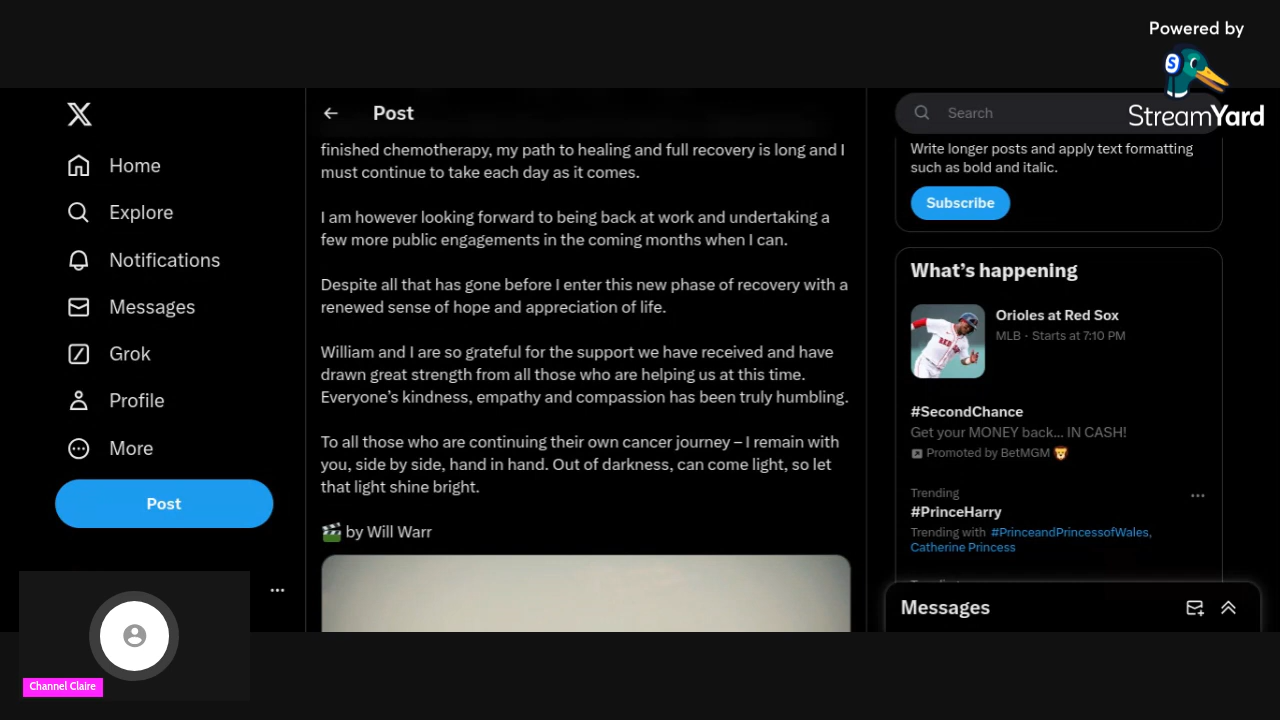 Powered by
StreamYard
Home
Explore
Notifications
Messages
Grok
Profile
More
Post
Channel Claire
Post
finished chemotherapy, my path to healing and full recovery is long and I
must continue to take each day as it comes.
I am however looking forward to being back at work and undertaking a
few more public engagements in the coming months when I can.
Despite all that has gone before I enter this new phase of recovery with a
renewed sense of hope and appreciation of life.
William and I are so grateful for the support we have received and have
drawn great strength from all those who are helping us at this time.
Everyone’s kindness, empathy and compassion has been truly humbling.
To all those who are continuing their own cancer journey – I remain with
you, side by side, hand in hand. Out of darkness, can come light, so let
that light shine bright.
🎬 by Will Warr
Search
Write longer posts and apply text formatting
such as bold and italic.
Subscribe
What’s happening
Orioles at Red Sox
MLB · Starts at 7:10 PM
#SecondChance
Get your MONEY back... IN CASH!
Promoted by BetMGM 🦁
Trending
#PrinceHarry
Trending with #PrinceandPrincessofWales,
Catherine Princess
Messages